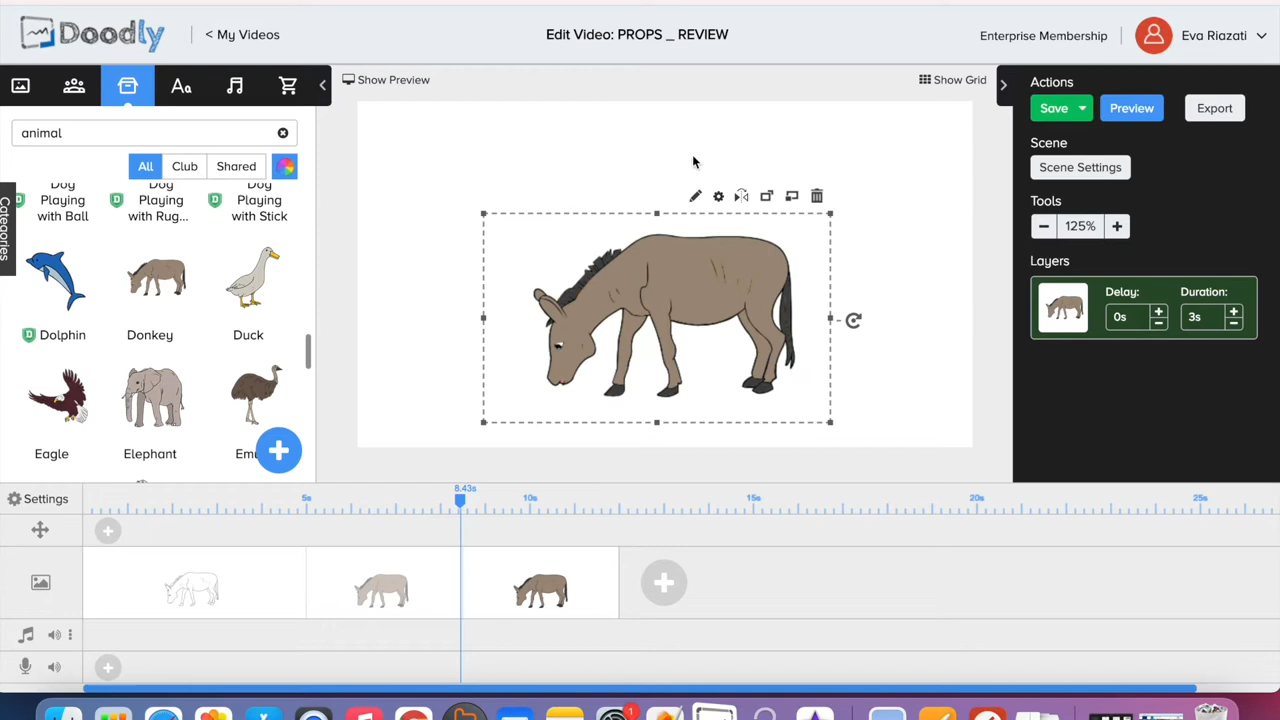 Doodly
< My Videos
Edit Video: PROPS _ REVIEW
Enterprise Membership
Eva Riazati
Aa
Show Preview
Show Grid
Actions
Save
Preview
Export
Scene
Scene Settings
Tools
125%
Layers
Delay:
Duration:
0s
3s
animal
All
Club
Shared
Categories
Dog Playing with Ball
Dog Playing with Rug...
Dog Playing with Stick
Dolphin
Donkey
Duck
Eagle
Elephant
Em
Settings
5s
8.43s
10s
15s
20s
25s
1